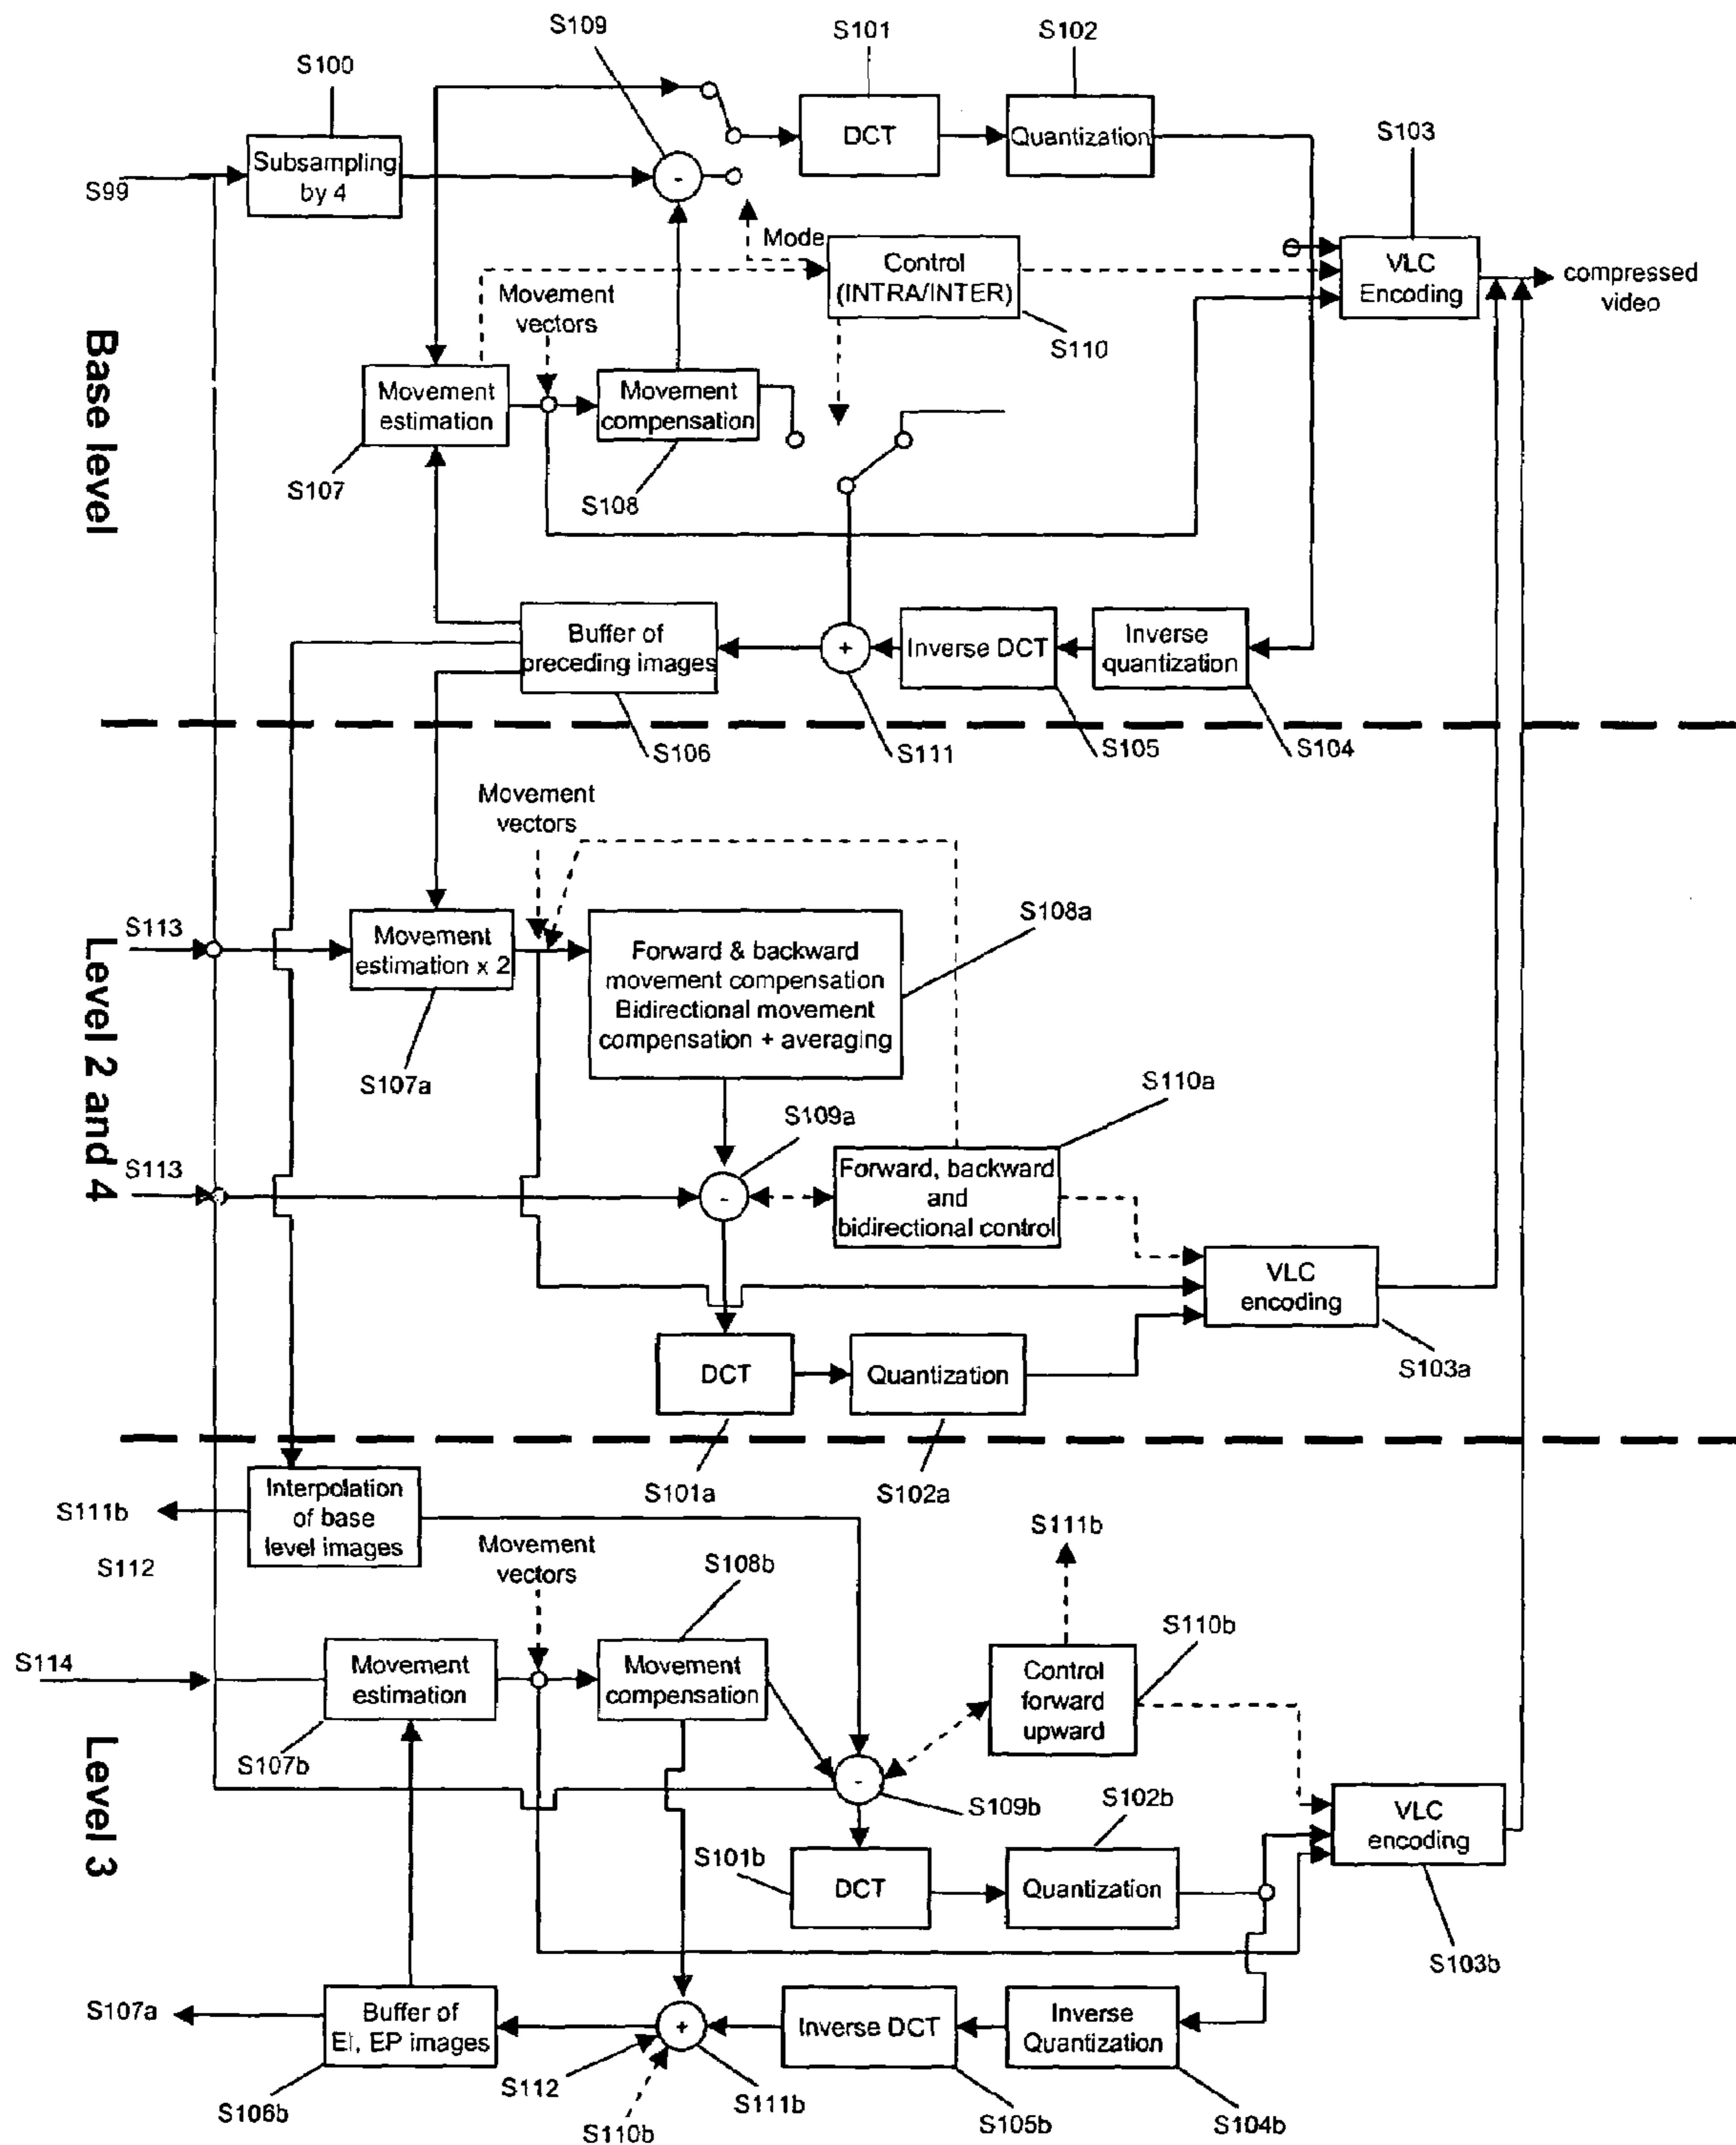 S109
S101
S102
S100
S103
DCT
Quantization
Subsampling
by 4
-
S99
Mode
Control
(INTRA/INTER)
VLC
Encoding
compressed
video
Movement
vectors
S110
Base level
Movement
estimation
Movement
compensation
S107
S108
Buffer of
preceding images
+
Inverse DCT
Inverse
quantization
S106
S111
S105
S104
Movement
vectors
S108a
S113
Movement
estimation x 2
Forward & backward
movement compensation
Bidirectional movement
compensation + averaging
Level 2 and 4
S107a
S110a
S109a
S113
-
Forward, backward
and
bidirectional control
VLC
encoding
DCT
Quantization
S103a
S101a
S102a
Interpolation
of base
level images
S111b
S111b
Movement
vectors
S112
S108b
S110b
S114
Movement
estimation
Movement
compensation
Control
forward
upward
Level 3
S107b
-
S109b
S102b
VLC
encoding
S101b
DCT
Quantization
S103b
S107a
Buffer of
EI, EP images
+
Inverse DCT
Inverse
Quantization
S112
S106b
S110b
S111b
S105b
S104b